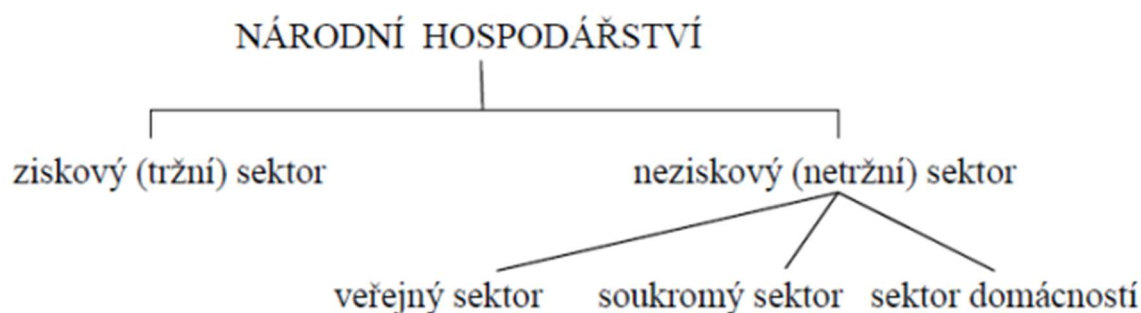 NÁRODNÍ HOSPODÁŘSTVÍ
ziskový (tržní) sektor neziskový (netržní) sektor
veřejný sektor soukromý sektor sektor domácností